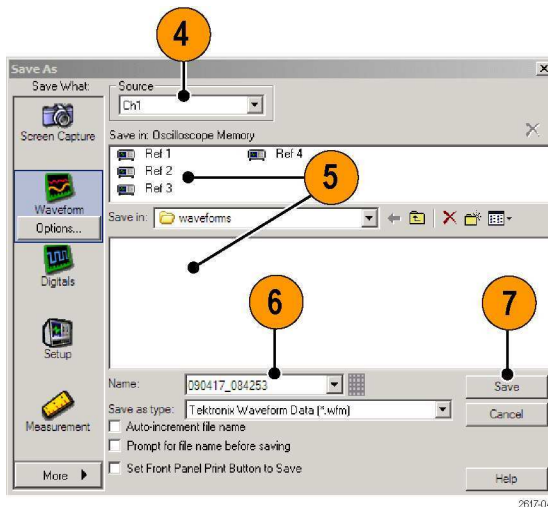 4
Save As
Save What:
Source
Ch1
Screen Capture
Save in: Oscilloscope Memory
Ref 1
Ref 4
Ref 2
Ref 3
5
Waveform
Options...
Save in:
waveforms
Digitals
6
7
Setup
Name:
090417_084253
Save
Save as type:
Tektronix Waveform Data (*.wfm)
Cancel
Measurement
Auto-increment file name
Prompt for file name before saving
Set Front Panel Print Button to Save
More
Help